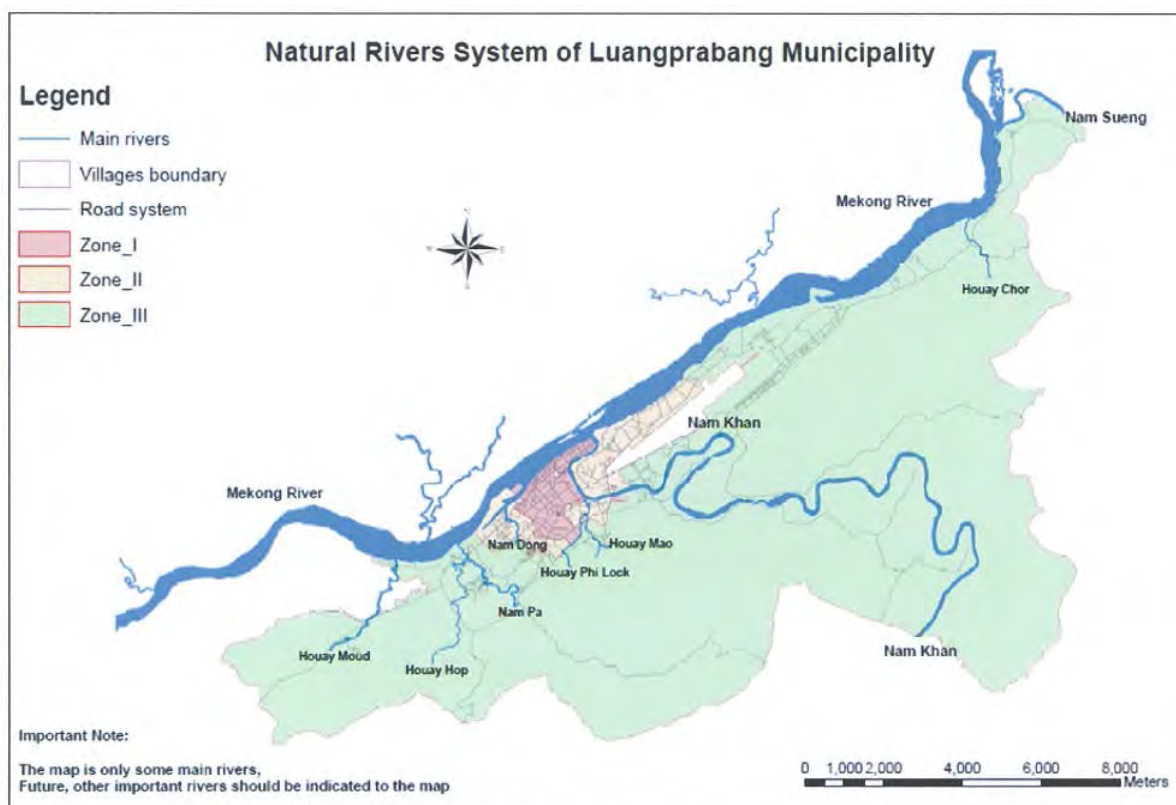 Natural Rivers System of Luangprabang Municipality
Legend
Main rivers
Villages boundary
Road system
Zone_I
Zone_II
Zone_III
Nam Sueng
Mekong River
Houay Chor
Nam Khan
Mekong River
Nam Dong
Houay Mao
Houay Phi Lock
Nam Pa
Houay Moud
Houay Hop
Nam Khan
Important Note:
The map is only some main rivers,
Future, other important rivers should be indicated to the map
0 1,000 2,000 4,000 6,000 8,000
Meters